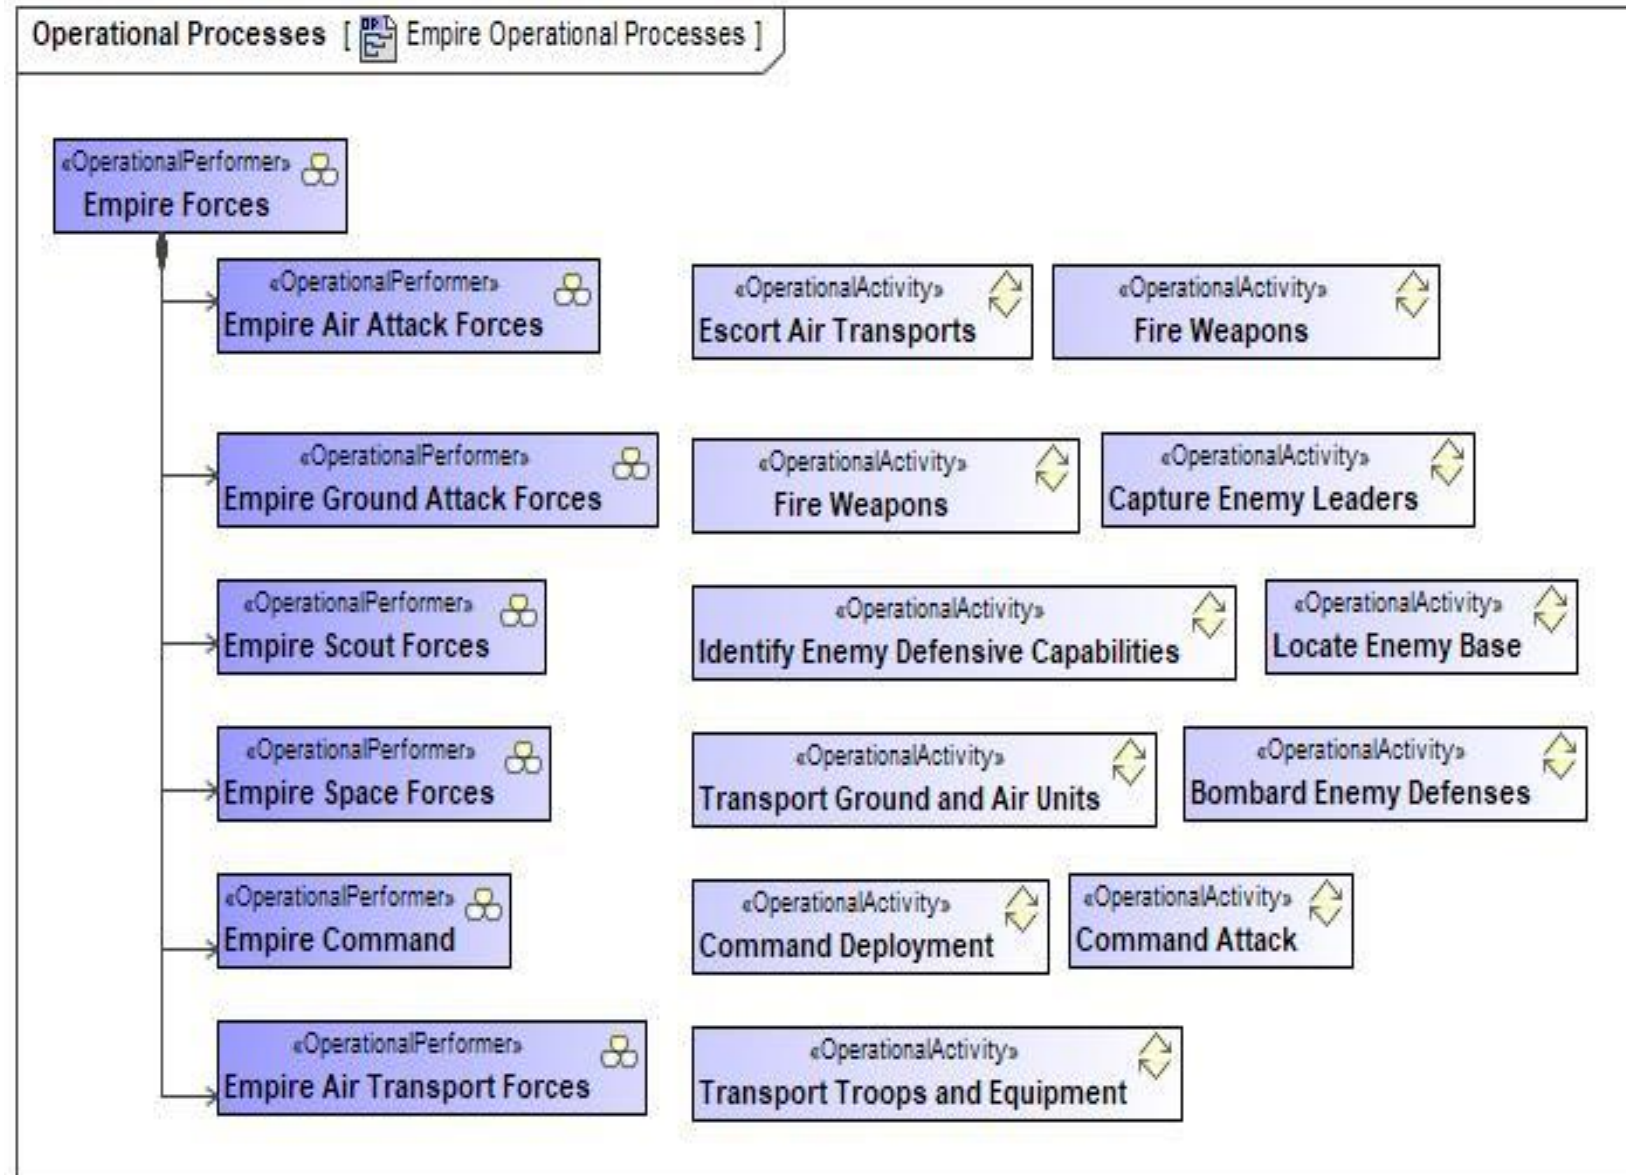 Operational Processes [ Empire Operational Processes ]
«OperationalPerformer»
Empire Forces
«OperationalPerformer»
Empire Air Attack Forces
«OperationalActivity»
Escort Air Transports
«OperationalActivity»
Fire Weapons
«OperationalPerformer»
Empire Ground Attack Forces
«OperationalActivity»
Fire Weapons
«OperationalActivity»
Capture Enemy Leaders
«OperationalPerformer»
Empire Scout Forces
«OperationalActivity»
Identify Enemy Defensive Capabilities
«OperationalActivity»
Locate Enemy Base
«OperationalPerformer»
Empire Space Forces
«OperationalActivity»
Transport Ground and Air Units
«OperationalActivity»
Bombard Enemy Defenses
«OperationalPerformer»
Empire Command
«OperationalActivity»
Command Deployment
«OperationalActivity»
Command Attack
«OperationalPerformer»
Empire Air Transport Forces
«OperationalActivity»
Transport Troops and Equipment